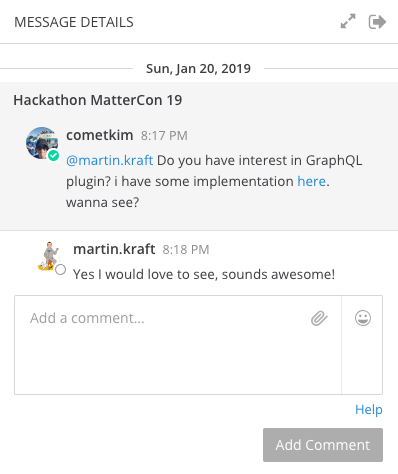 MESSAGE DETAILS
Sun, Jan 20, 2019
Hackathon MatterCon 19
cometkim 8:17 PM
@martin.kraft Do you have interest in GraphQL
plugin? i have some implementation here.
wanna see?
martin.kraft 8:18 PM
Yes I would love to see, sounds awesome!
Add a comment...
Help
Add Comment